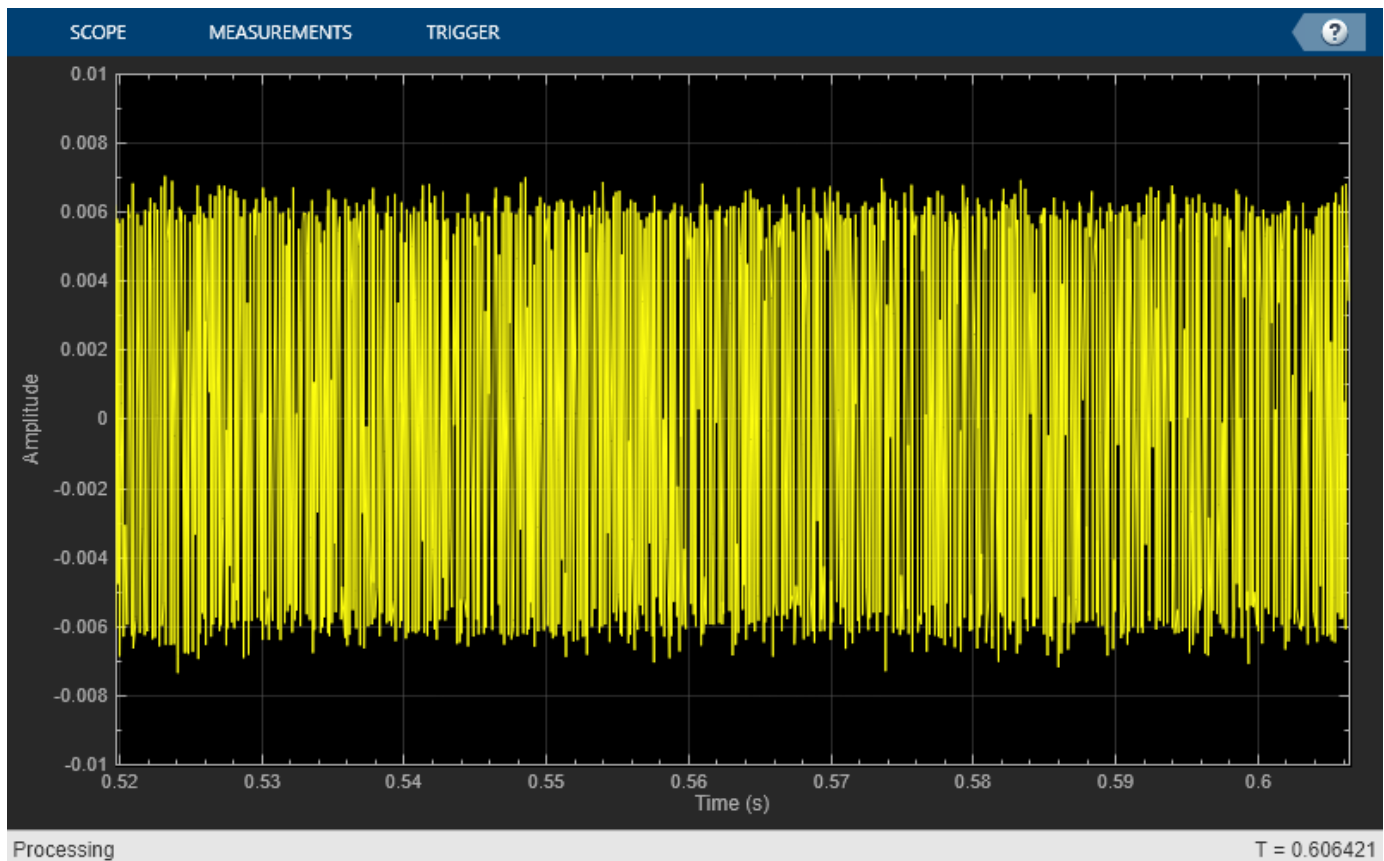 SCOPE MEASUREMENTS TRIGGER ?
0.01
0.008
0.006
0.004
0.002
0
-0.002
-0.004
-0.006
-0.008
-0.01
Amplitude
0.52 0.53 0.54 0.55 0.56 0.57 0.58 0.59 0.6
Time (s)
Processing T = 0.606421